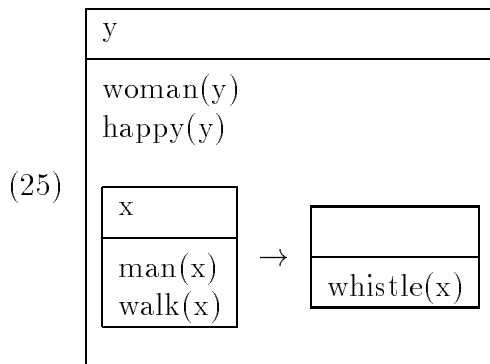 y
woman(y)
happy(y)
(25)
x
man(x)
walk(x)
→
whistle(x)